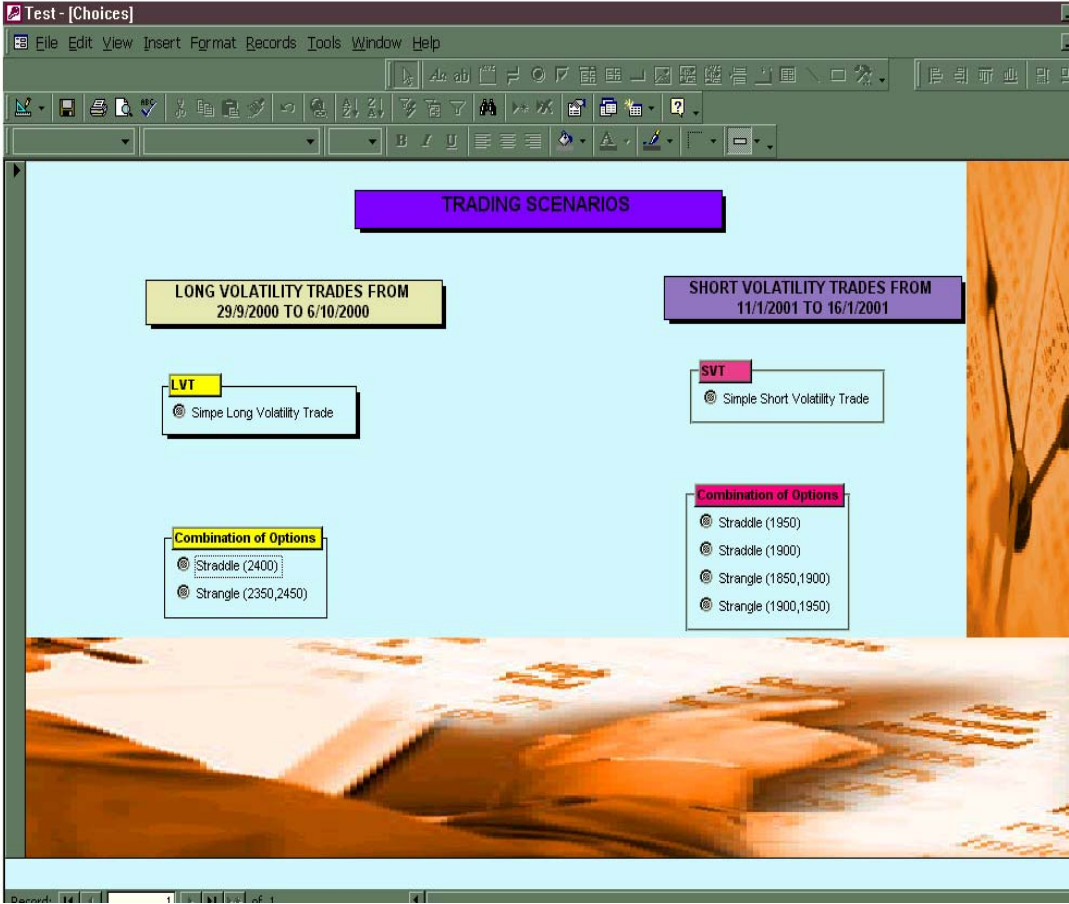 Test - [Choices]
File Edit View Insert Format Records Tools Window Help
TRADING SCENARIOS
LONG VOLATILITY TRADES FROM
29/9/2000 TO 6/10/2000
LVT
Simpe Long Volatility Trade
Combination of Options
Straddle (2400)
Strangle (2350,2450)
SHORT VOLATILITY TRADES FROM
11/1/2001 TO 16/1/2001
SVT
Simple Short Volatility Trade
Combination of Options
Straddle (1950)
Straddle (1900)
Strangle (1850,1900)
Strangle (1900,1950)
Record: 1 of 1